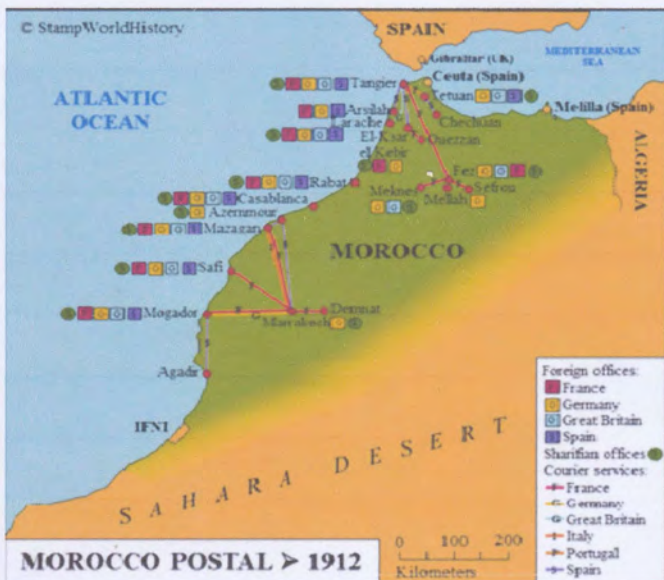 © StampWorldHistory
SPAIN
Gibraltar (UK)
MEDITERRANEAN
SEA
Ceuta (Spain)
Tangier
Tetuan
Melilla (Spain)
ATLANTIC
OCEAN
Arsilah
Larache
Chechuan
El-Ksar
el-Kebir
Ouezzan
ALGERIA
Fez
Rabat
Meknes
Sefrou
Mellah
Casablanca
Azemmour
Mazagan
MOROCCO
Safi
Mogador
Demnat
Marrakesh
Agadir
IFNI
SAHARA DESERT
Foreign offices:
France
Germany
Great Britain
Spain
Sharifian offices
Courier services:
France
Germany
Great Britain
Italy
Portugal
Spain
0 100 200
Kilometers
MOROCCO POSTAL > 1912